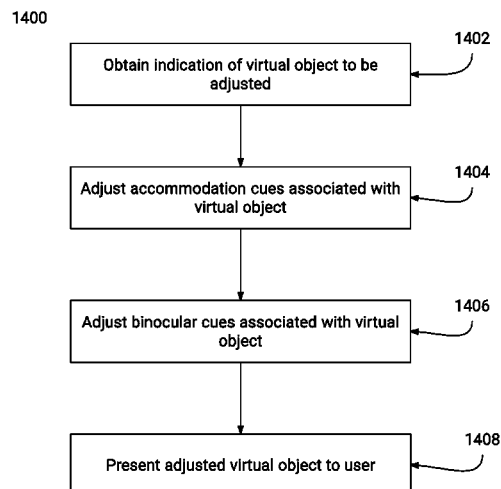 1400
1402
Obtain indication of virtual object to be
adjusted
1404
Adjust accommodation cues associated with
virtual object
1406
Adjust binocular cues associated with virtual
object
1408
Present adjusted virtual object to user